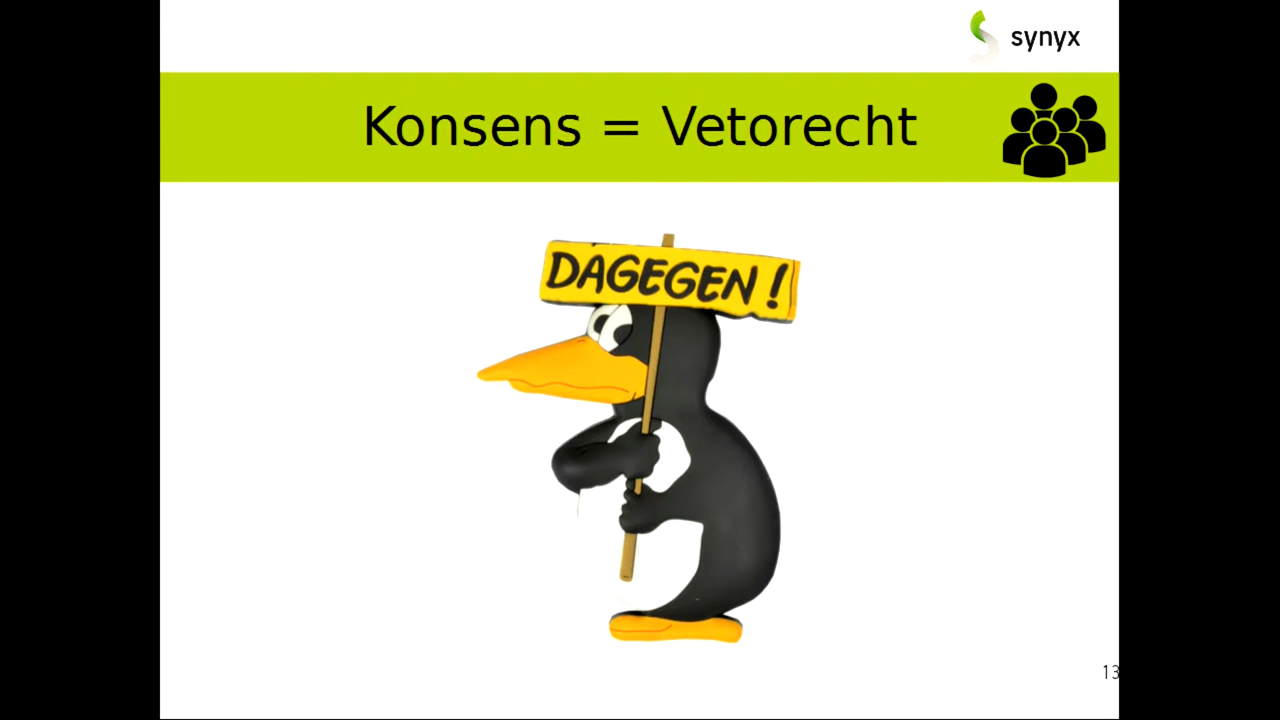 synyx
Konsens = Vetorecht
DAGEGEN!
13